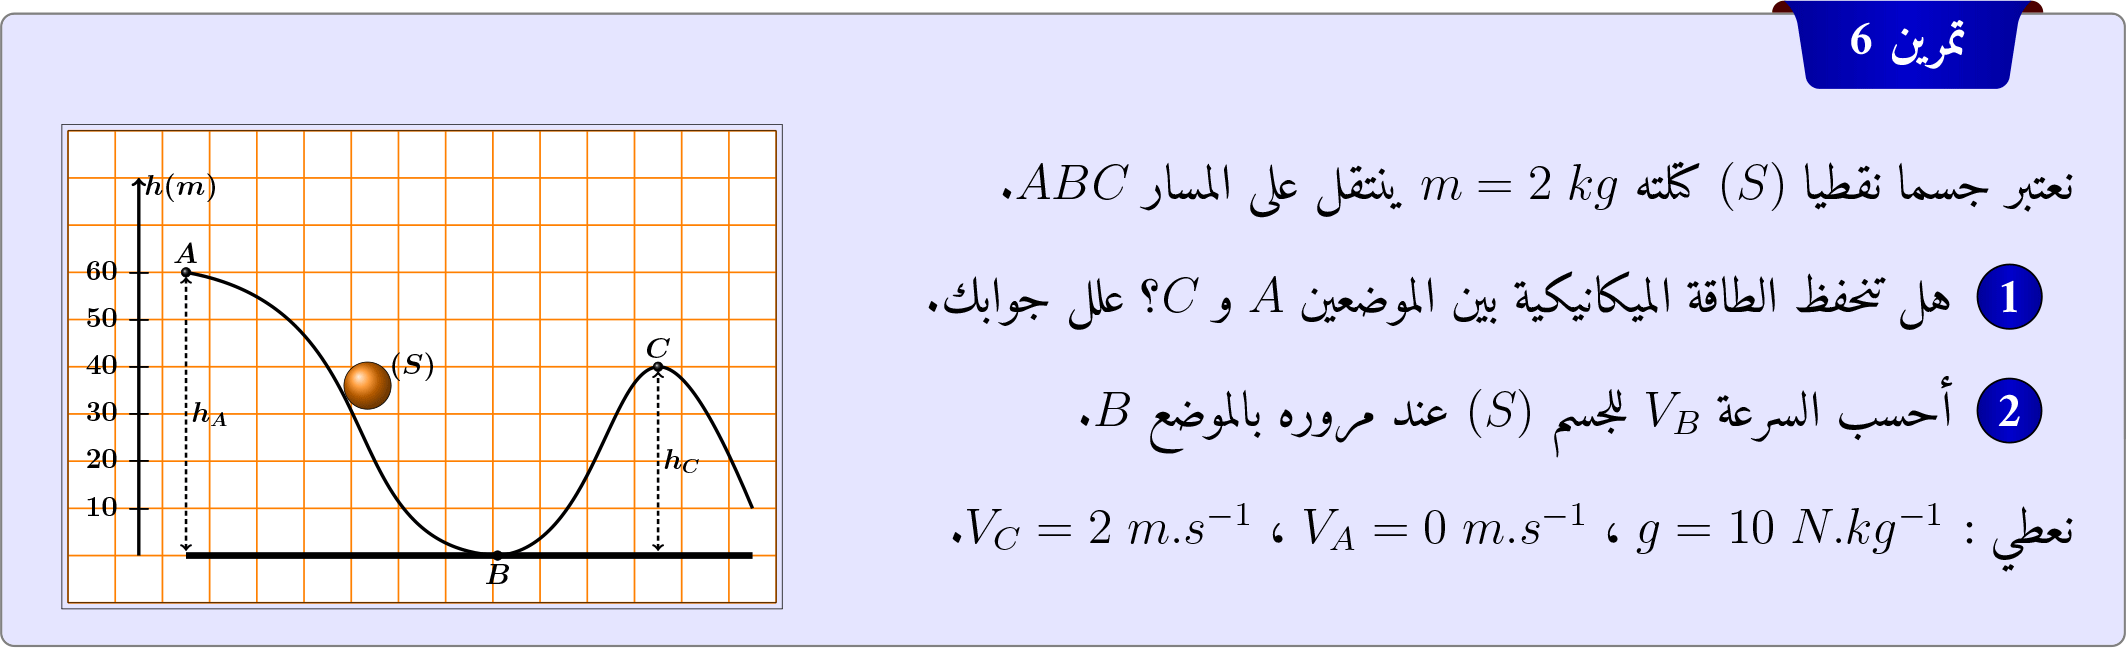 تمرين 6
نعتبر جسما نقطيا (S) كتلته m = 2 kg ينتقل على المسار ABC.
1 هل تنحفظ الطاقة الميكانيكية بين الموضعين A و C؟ علل جوابك.
2 أحسب السرعة V_B للجسم (S) عند مروره بالموضع B.
نعطي : g = 10 N.kg⁻¹ ، V_A = 0 m.s⁻¹ ، V_C = 2 m.s⁻¹.
h(m)
A
60
50
C
40
(S)
30
h_A
20
h_C
10
B